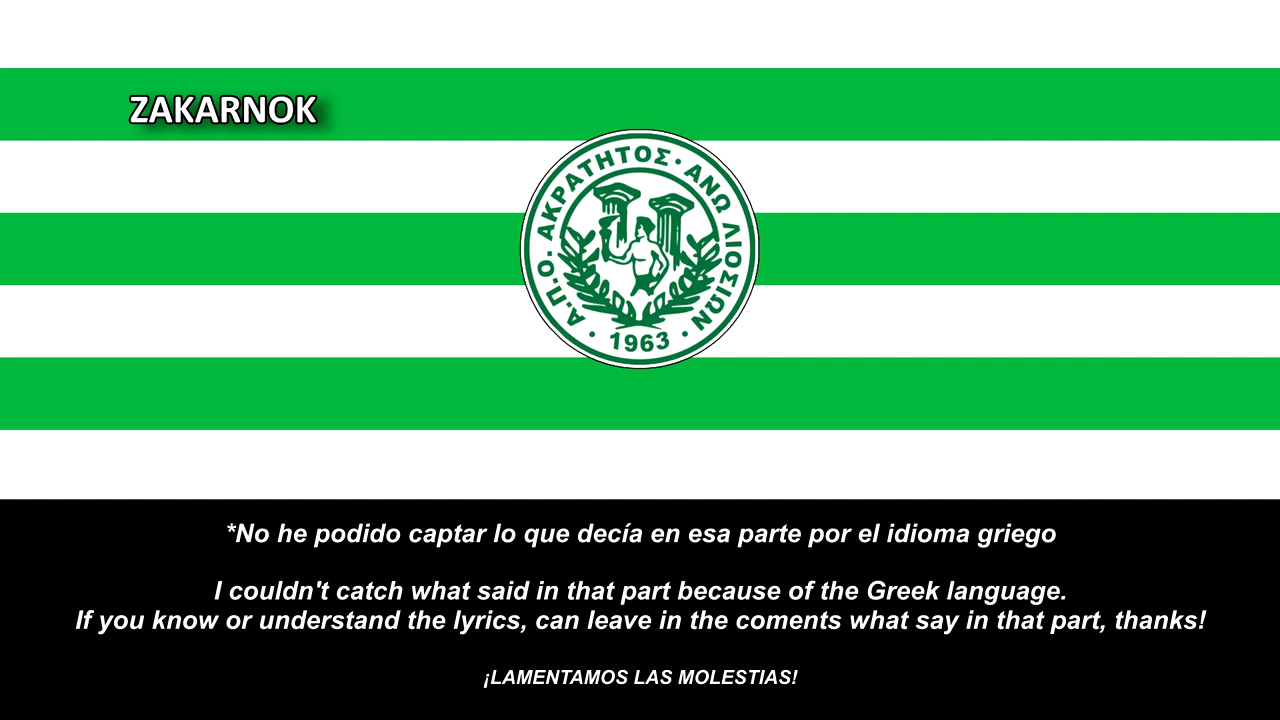 ZAKARNOK
Α.Π.Ο. ΑΚΡΑΤΗΤΟΣ · ΑΝΩ ΛΙΟΣΙΩΝ
· 1963 ·
*No he podido captar lo que decía en esa parte por el idioma griego
I couldn't catch what said in that part because of the Greek language.
If you know or understand the lyrics, can leave in the coments what say in that part, thanks!
¡LAMENTAMOS LAS MOLESTIAS!